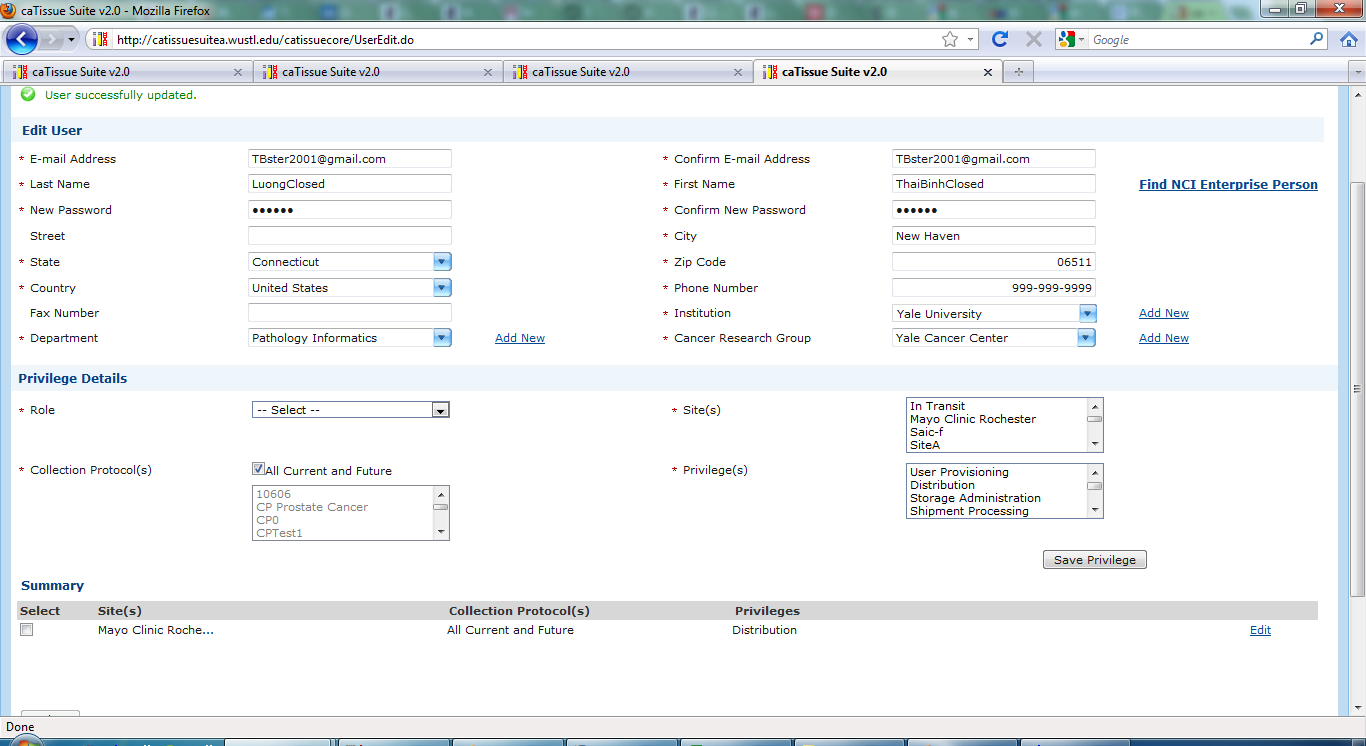 caTissue Suite v2.0 - Mozilla Firefox
http://catissuesuitea.wustl.edu/catissuecore/UserEdit.do
Google
caTissue Suite v2.0 caTissue Suite v2.0 caTissue Suite v2.0 caTissue Suite v2.0
User successfully updated.
Edit User
* E-mail Address TBster2001@gmail.com * Confirm E-mail Address TBster2001@gmail.com
* Last Name LuongClosed * First Name ThaiBinhClosed Find NCI Enterprise Person
* New Password •••••• * Confirm New Password ••••••
Street * City New Haven
* State Connecticut * Zip Code 06511
* Country United States * Phone Number 999-999-9999
Fax Number * Institution Yale University Add New
* Department Pathology Informatics Add New * Cancer Research Group Yale Cancer Center Add New
Privilege Details
* Role -- Select -- * Site(s)
In Transit
Mayo Clinic Rochester
Saic-f
SiteA
* Collection Protocol(s) All Current and Future * Privilege(s)
10606
CP Prostate Cancer
CP0
CPTest1
User Provisioning
Distribution
Storage Administration
Shipment Processing
Save Privilege
Summary
Select Site(s) Collection Protocol(s) Privileges
Mayo Clinic Roche... All Current and Future Distribution Edit
Done